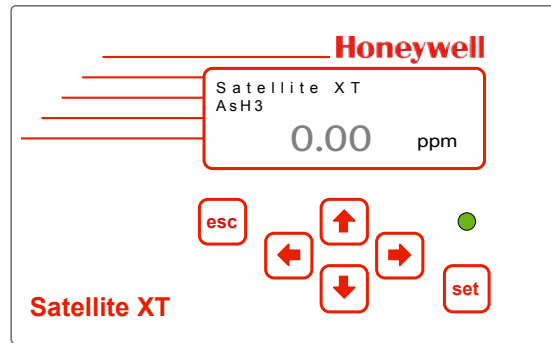 Honeywell
Satellite XT
AsH3
0.00 ppm
esc
set
Satellite XT